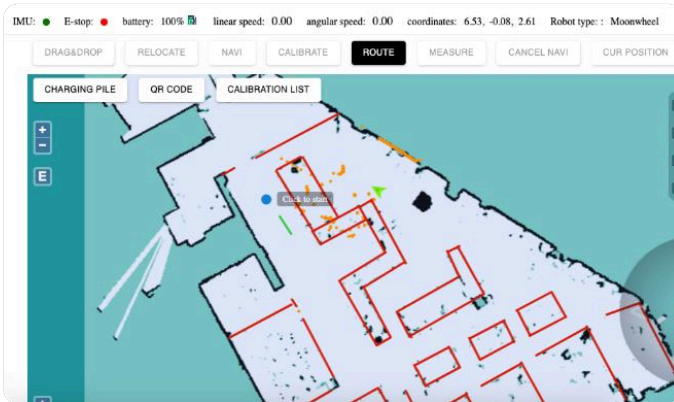 IMU: E-stop: battery: 100% linear speed: 0.00 angular speed: 0.00 coordinates: 6.53, -0.08, 2.61 Robot type: : Moonwheel
DRAG&DROP RELOCATE NAVI CALIBRATE ROUTE MEASURE CANCEL NAVI CUR POSITION
CHARGING PILE QR CODE CALIBRATION LIST
+
−
E
Click to start